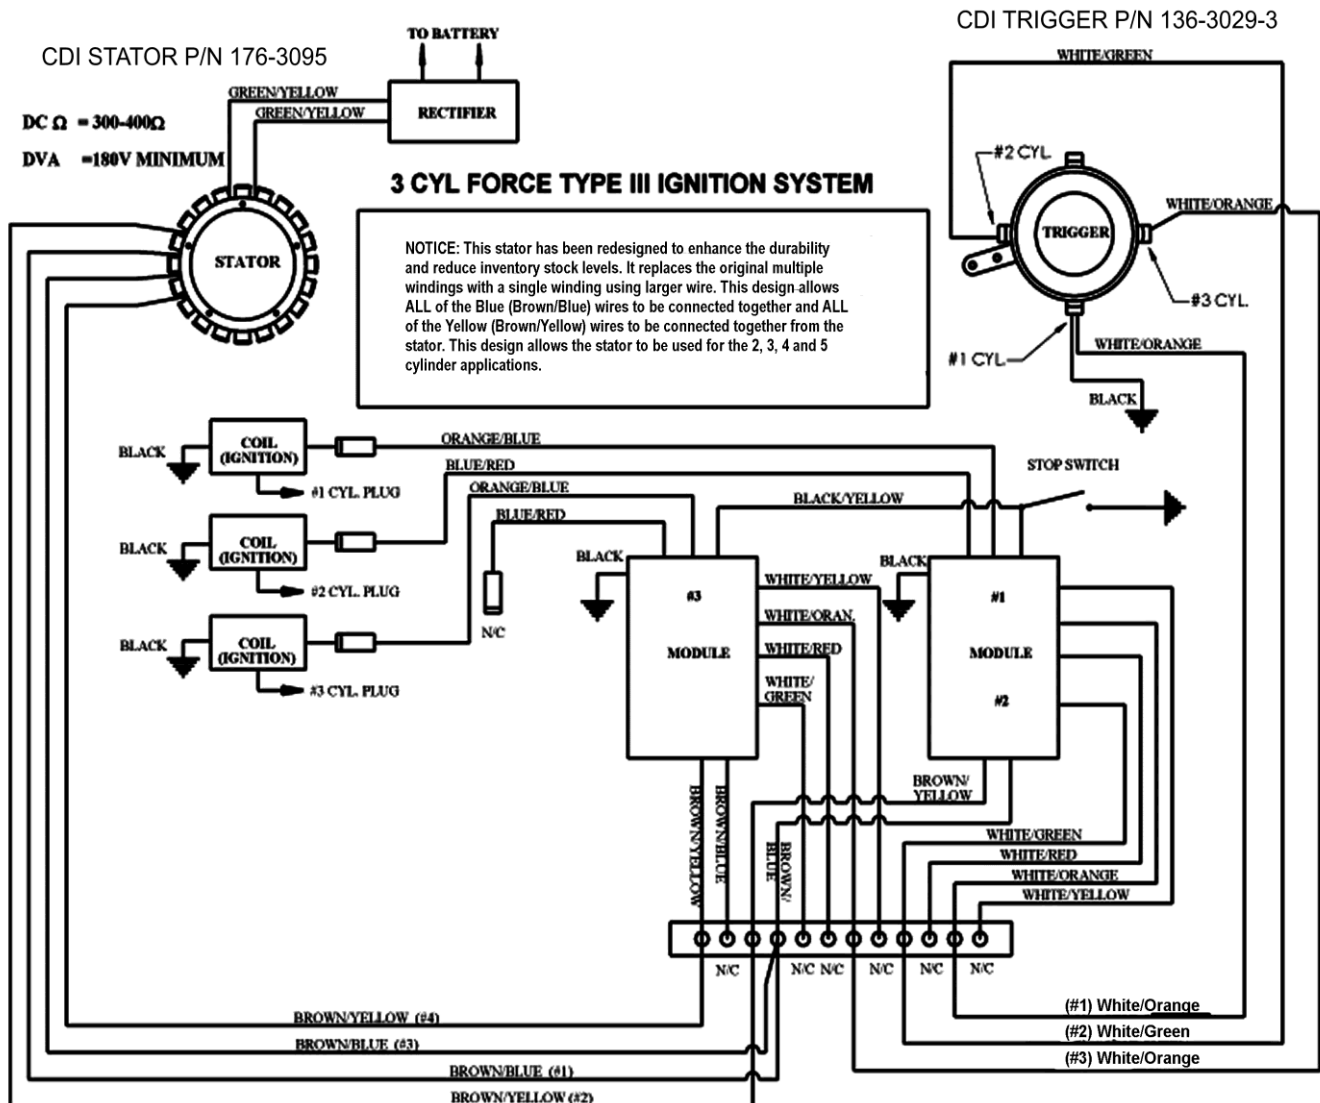 CDI TRIGGER P/N 136-3029-3
TO BATTERY
CDI STATOR P/N 176-3095
WHITE/GREEN
GREEN/YELLOW
GREEN/YELLOW
RECTIFIER
DC Ω = 300-400Ω
DVA =180V MINIMUM
#2 CYL.
3 CYL FORCE TYPE III IGNITION SYSTEM
WHITE/ORANGE
TRIGGER
STATOR
NOTICE: This stator has been redesigned to enhance the durability
and reduce inventory stock levels. It replaces the original multiple
windings with a single winding using larger wire. This design allows
ALL of the Blue (Brown/Blue) wires to be connected together and ALL
of the Yellow (Brown/Yellow) wires to be connected together from the
stator. This design allows the stator to be used for the 2, 3, 4 and 5
cylinder applications.
#3 CYL.
WHITE/ORANGE
#1 CYL.
BLACK
BLACK
COIL
(IGNITION)
ORANGE/BLUE
#1 CYL. PLUG
BLUE/RED
STOP SWITCH
ORANGE/BLUE
BLACK/YELLOW
BLUE/RED
BLACK
COIL
(IGNITION)
#2 CYL. PLUG
BLACK
BLACK
WHITE/YELLOW
#3
#1
WHITE/ORAN.
N/C
BLACK
COIL
(IGNITION)
#3 CYL. PLUG
MODULE
WHITE/RED
MODULE
WHITE/
GREEN
#2
BROWN/
YELLOW
BROWN/YELLOW
BROWN/BLUE
BROWN/
BLUE
WHITE/GREEN
WHITE/RED
WHITE/ORANGE
WHITE/YELLOW
N/C
N/C
N/C
N/C
N/C
N/C
(#1) White/Orange
BROWN/YELLOW (#4)
(#2) White/Green
BROWN/BLUE (#3)
(#3) White/Orange
BROWN/BLUE (#1)
BROWN/YELLOW (#2)